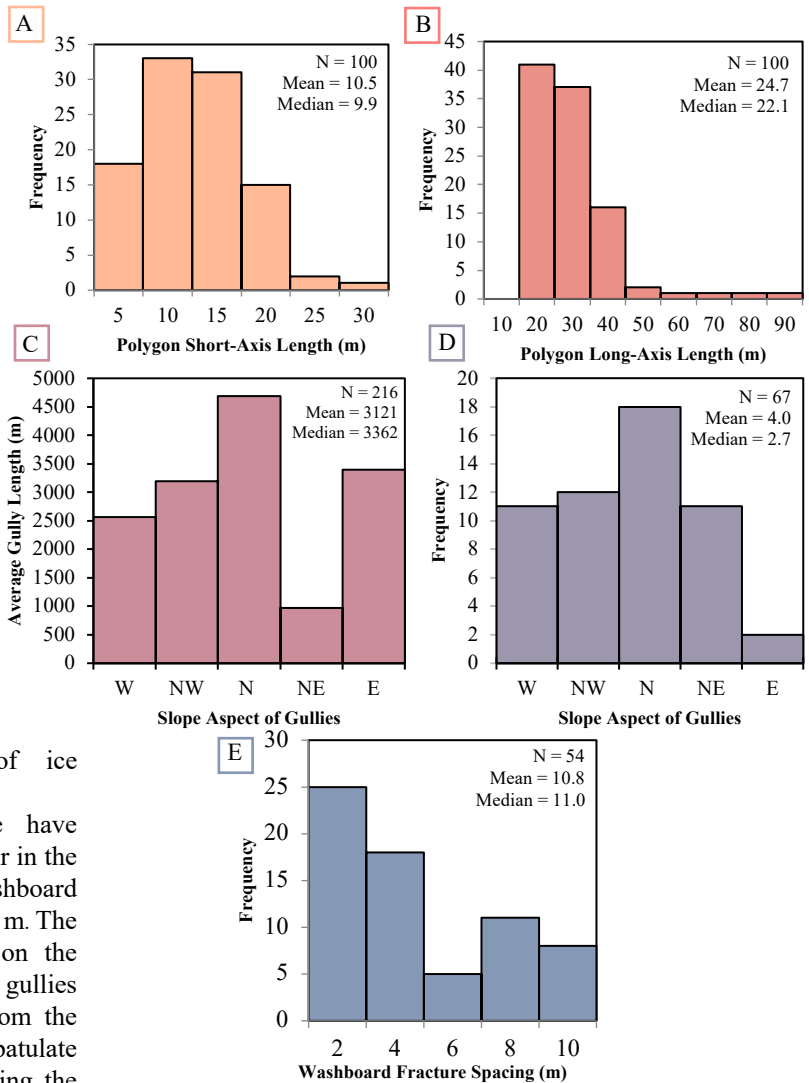 A
Frequency
35
30
25
20
15
10
5
0
N = 100
Mean = 10.5
Median = 9.9
5 10 15 20 25 30
Polygon Short-Axis Length (m)
B
Frequency
45
40
35
30
25
20
15
10
5
0
N = 100
Mean = 24.7
Median = 22.1
10 20 30 40 50 60 70 80 90
Polygon Long-Axis Length (m)
C
Average Gully Length (m)
5000
4500
4000
3500
3000
2500
2000
1500
1000
500
0
N = 216
Mean = 3121
Median = 3362
W NW N NE E
Slope Aspect of Gullies
D
Frequency
20
18
16
14
12
10
8
6
4
2
0
N = 67
Mean = 4.0
Median = 2.7
W NW N NE E
Slope Aspect of Gullies
E
Frequency
30
25
20
15
10
5
0
N = 54
Mean = 10.8
Median = 11.0
2 4 6 8 10
Washboard Fracture Spacing (m)
of ice
have
in the
m. The
on the
gullies
the
the